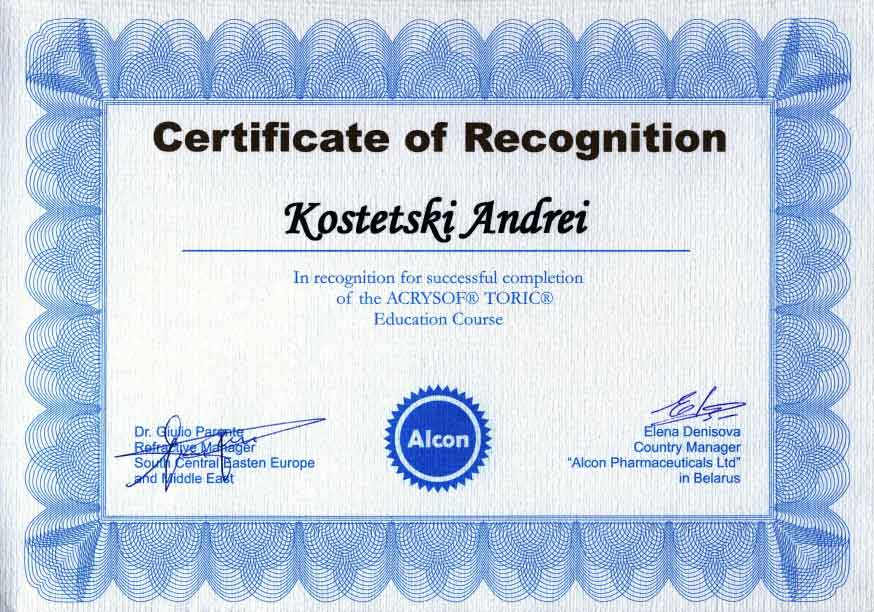 Certificate of Recognition
Kostetski Andrei
In recognition for successful completion
of the ACRYSOF® TORIC®
Education Course
Dr. Giulio Parente
Refractive Manager
South Central Easten Europe
and Middle East
Alcon
Elena Denisova
Country Manager
“Alcon Pharmaceuticals Ltd”
in Belarus